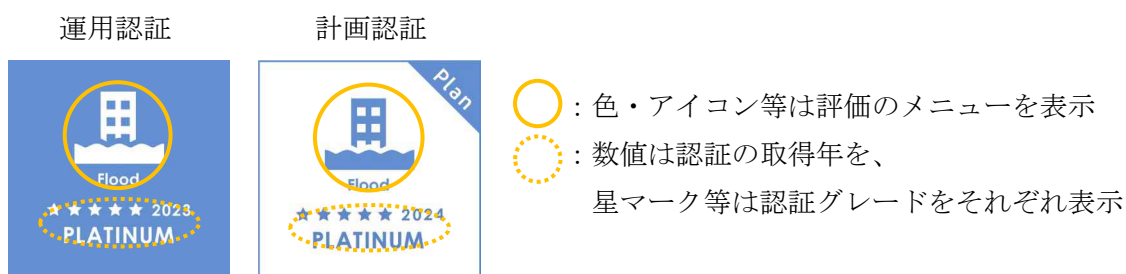 運用認証
計画認証
Flood
★★★★★ 2023
PLATINUM
Plan
Flood
★★★★★ 2024
PLATINUM
：色・アイコン等は評価のメニューを表示
：数値は認証の取得年を、
星マーク等は認証グレードをそれぞれ表示